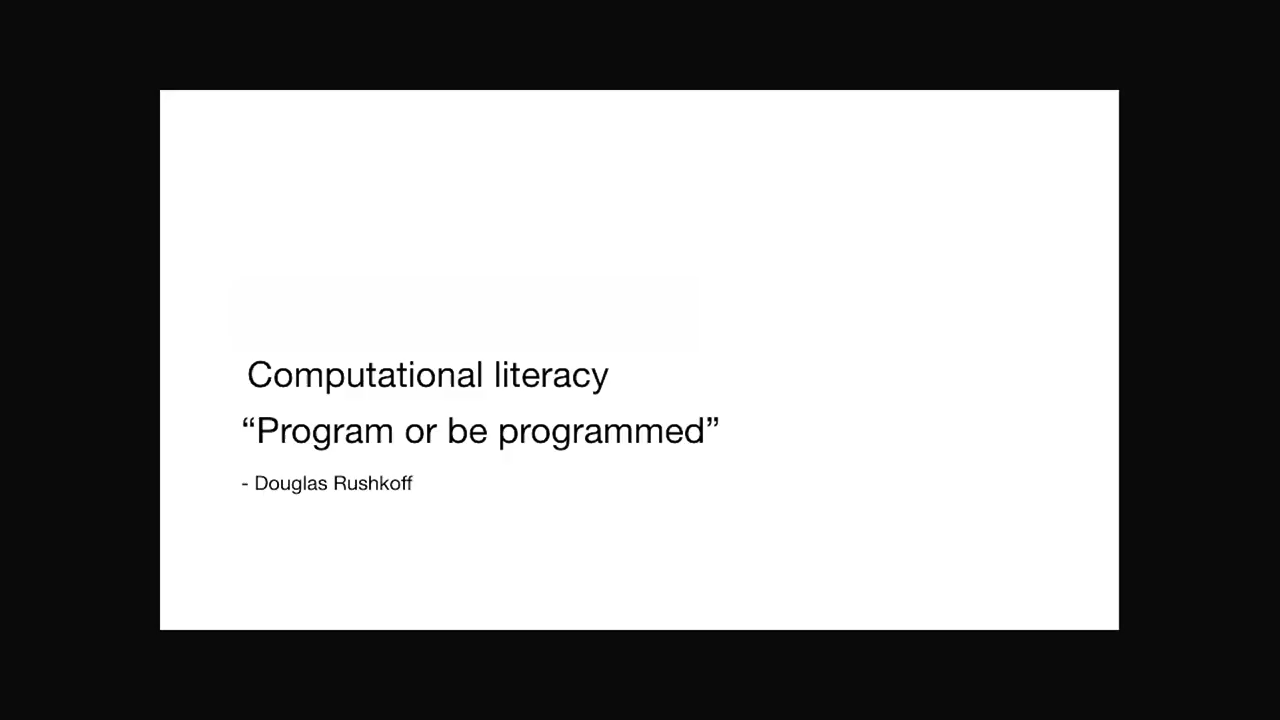 Computational literacy
“Program or be programmed”
- Douglas Rushkoff